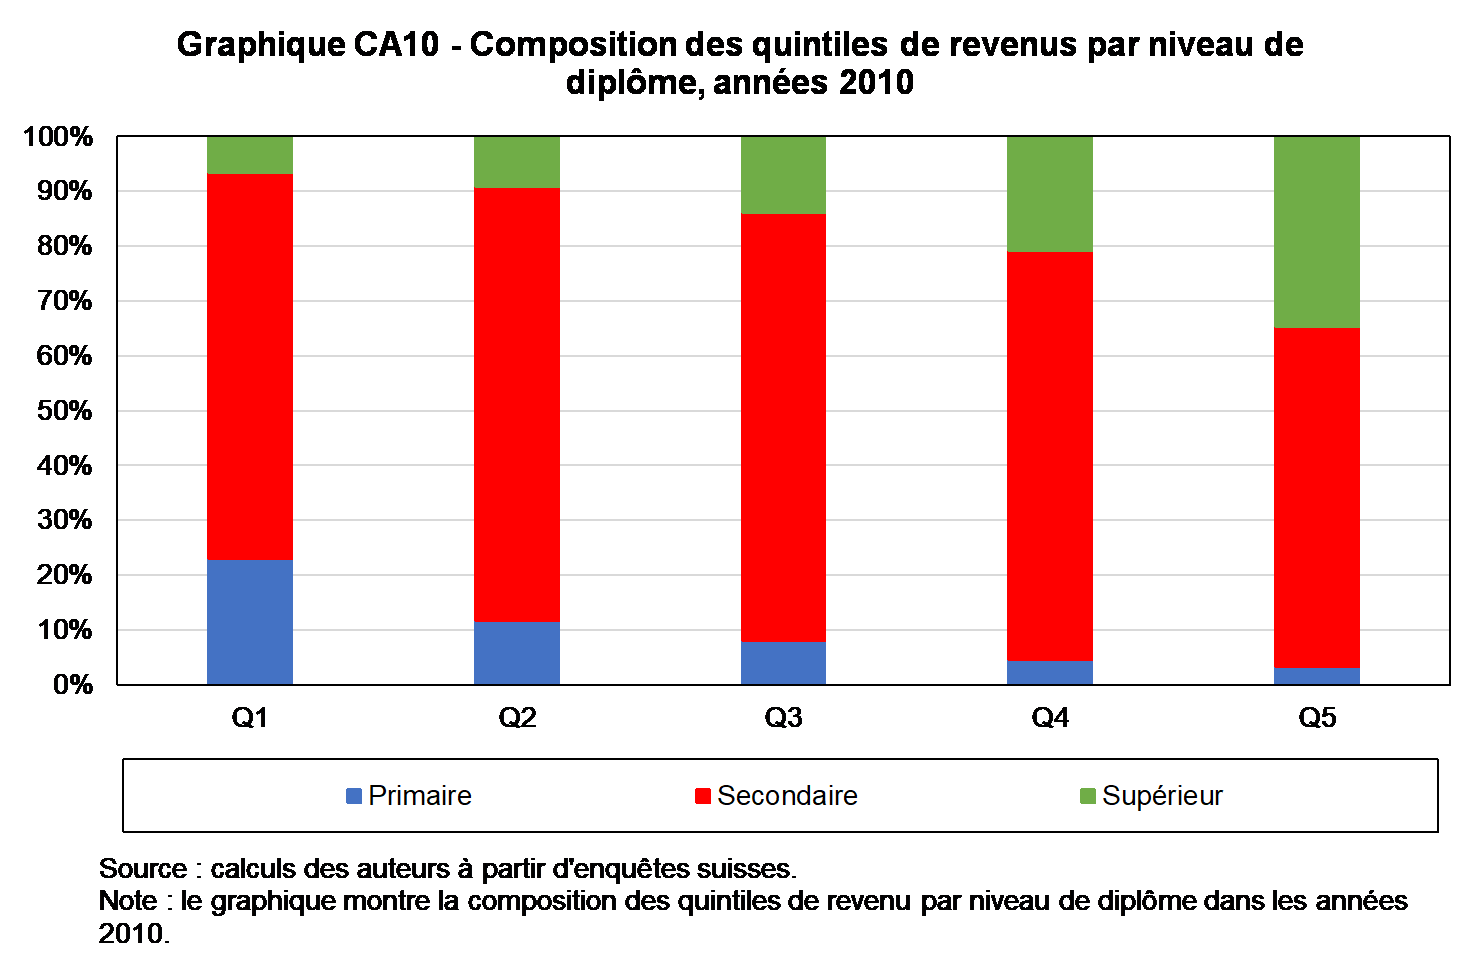 Graphique CA10 - Composition des quintiles de revenus par niveau de
diplôme, années 2010
100%
90%
80%
70%
60%
50%
40%
30%
20%
10%
0%
Q1 Q2 Q3 Q4 Q5
Primaire Secondaire Supérieur
Source : calculs des auteurs à partir d'enquêtes suisses.
Note : le graphique montre la composition des quintiles de revenu par niveau de diplôme dans les années
2010.